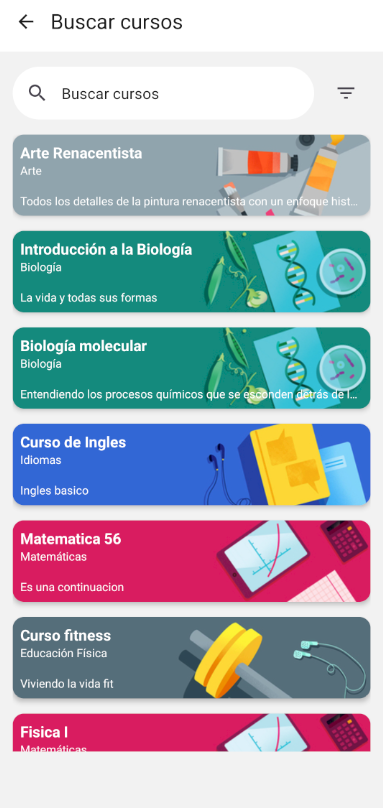 Buscar cursos
Buscar cursos
Arte Renacentista
Arte
Todos los detalles de la pintura renacentista con un enfoque hist...
Introducción a la Biología
Biología
La vida y todas sus formas
Biología molecular
Biología
Entendiendo los procesos químicos que se esconden detrás de l...
Curso de Ingles
Idiomas
Ingles basico
Matematica 56
Matemáticas
Es una continuacion
Curso fitness
Educación Física
Viviendo la vida fit
Fisica I
Matemáticas